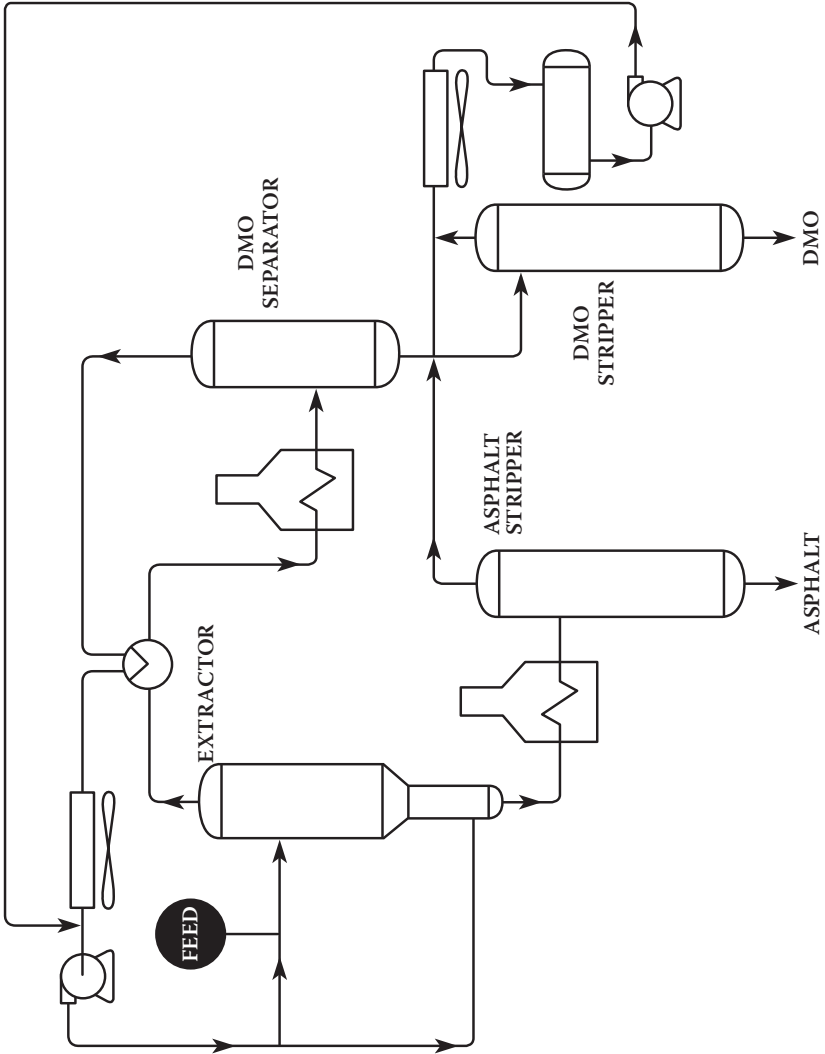 FEED
EXTRACTOR
DMO
SEPARATOR
ASPHALT
STRIPPER
DMO
STRIPPER
ASPHALT
DMO